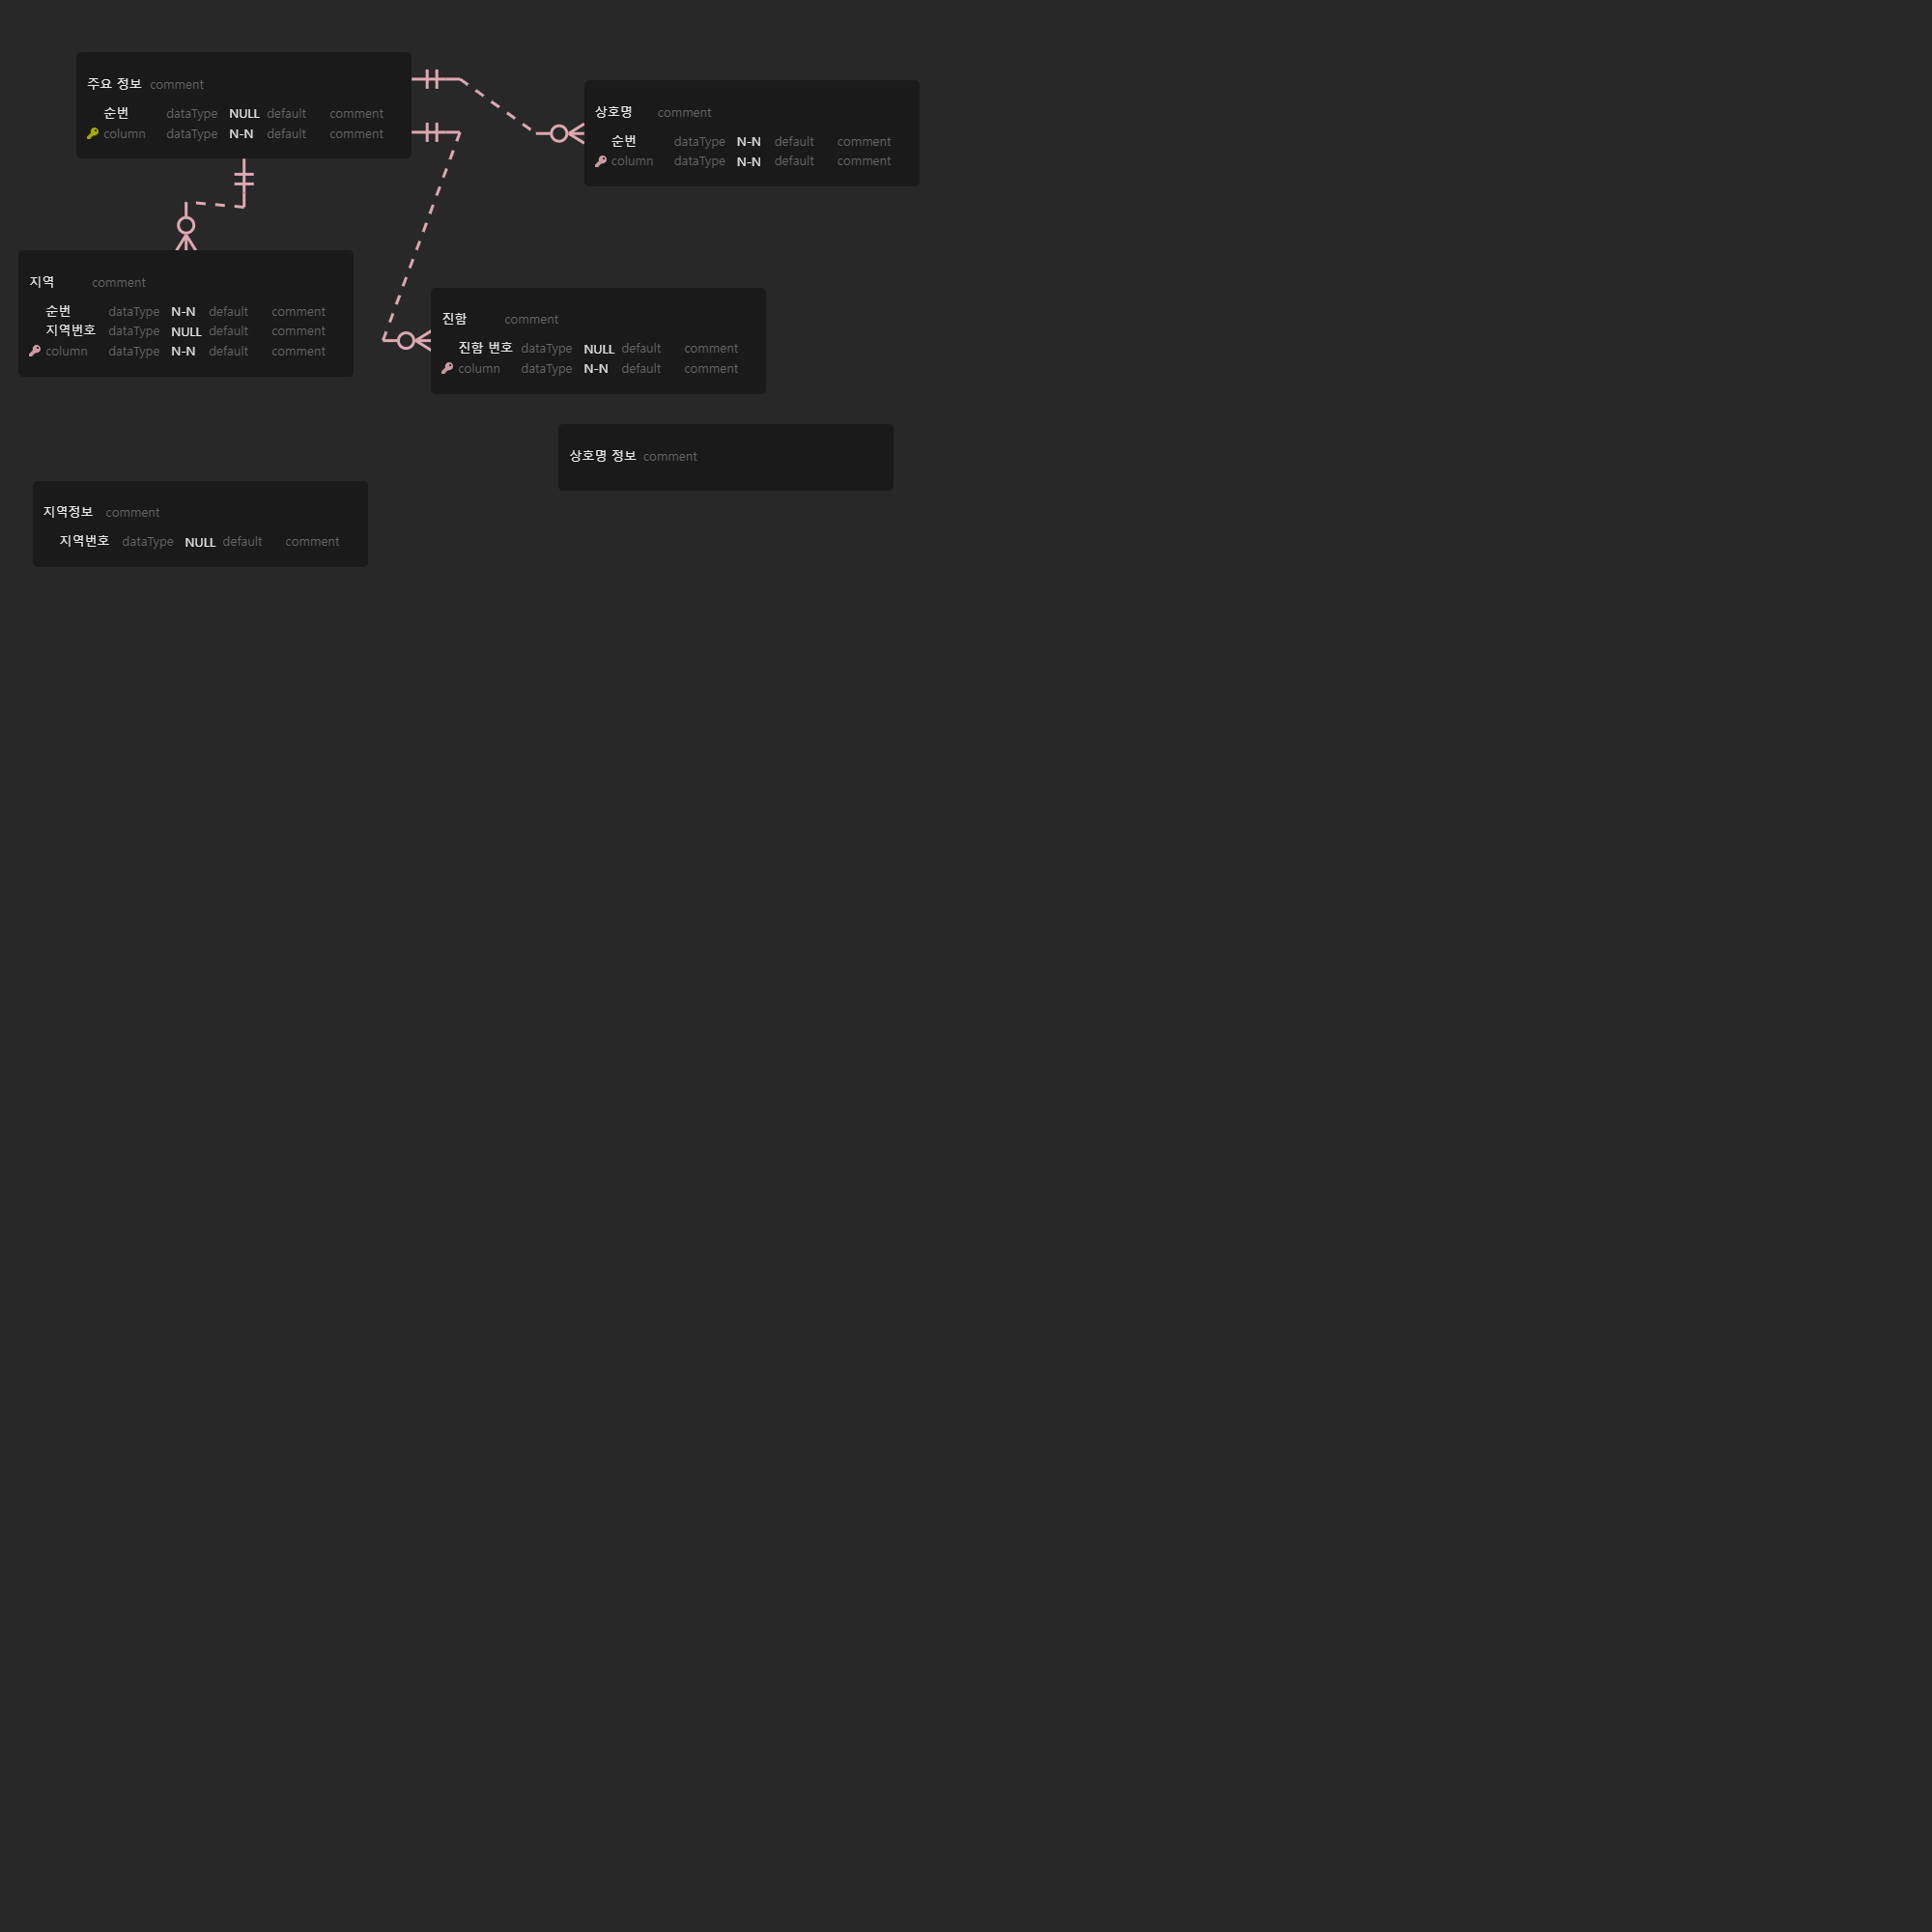 주요 정보 comment
순번 dataType NULL default comment
column dataType N-N default comment
상호명 comment
순번 dataType N-N default comment
column dataType N-N default comment
지역 comment
순번 dataType N-N default comment
지역번호 dataType NULL default comment
column dataType N-N default comment
진함 comment
진함 번호 dataType NULL default comment
column dataType N-N default comment
상호명 정보 comment
지역정보 comment
지역번호 dataType NULL default comment